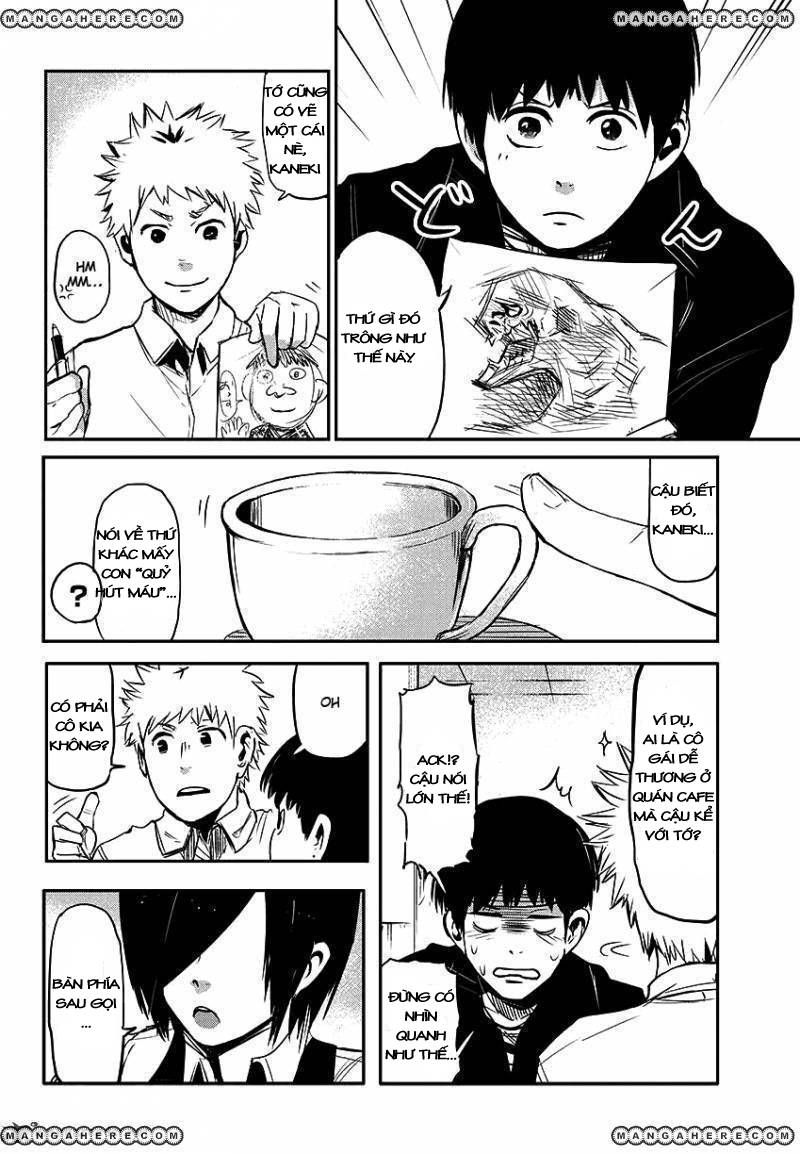 MANGAHERE.COM
MANGAHERE.COM
THỨ GÌ ĐÓ
TRÔNG NHƯ
THẾ NÀY
どん
TỚ CŨNG
CÓ VẼ
MỘT CÁI
NÈ,
KANEKI
HM
MM...
CẬU BIẾT
ĐÓ,
KANEKI...
NÓI VỀ THỨ
KHÁC MẤY
CON "QUỶ
HÚT MÁU"...
?
VÍ DỤ,
AI LÀ CÔ
GÁI DỄ
THƯƠNG Ở
QUÁN CAFE
MÀ CẬU KỂ
VỚI TỚ?
ACK!?
CẬU NÓI
LỚN THẾ!
ĐỪNG CÓ
NHÌN
QUANH
NHƯ THẾ...
OH
CÓ PHẢI
CÔ KIA
KHÔNG?
BÀN PHÍA
SAU GỌI
...
MANGAHERE.COM
MANGAHERE.COM